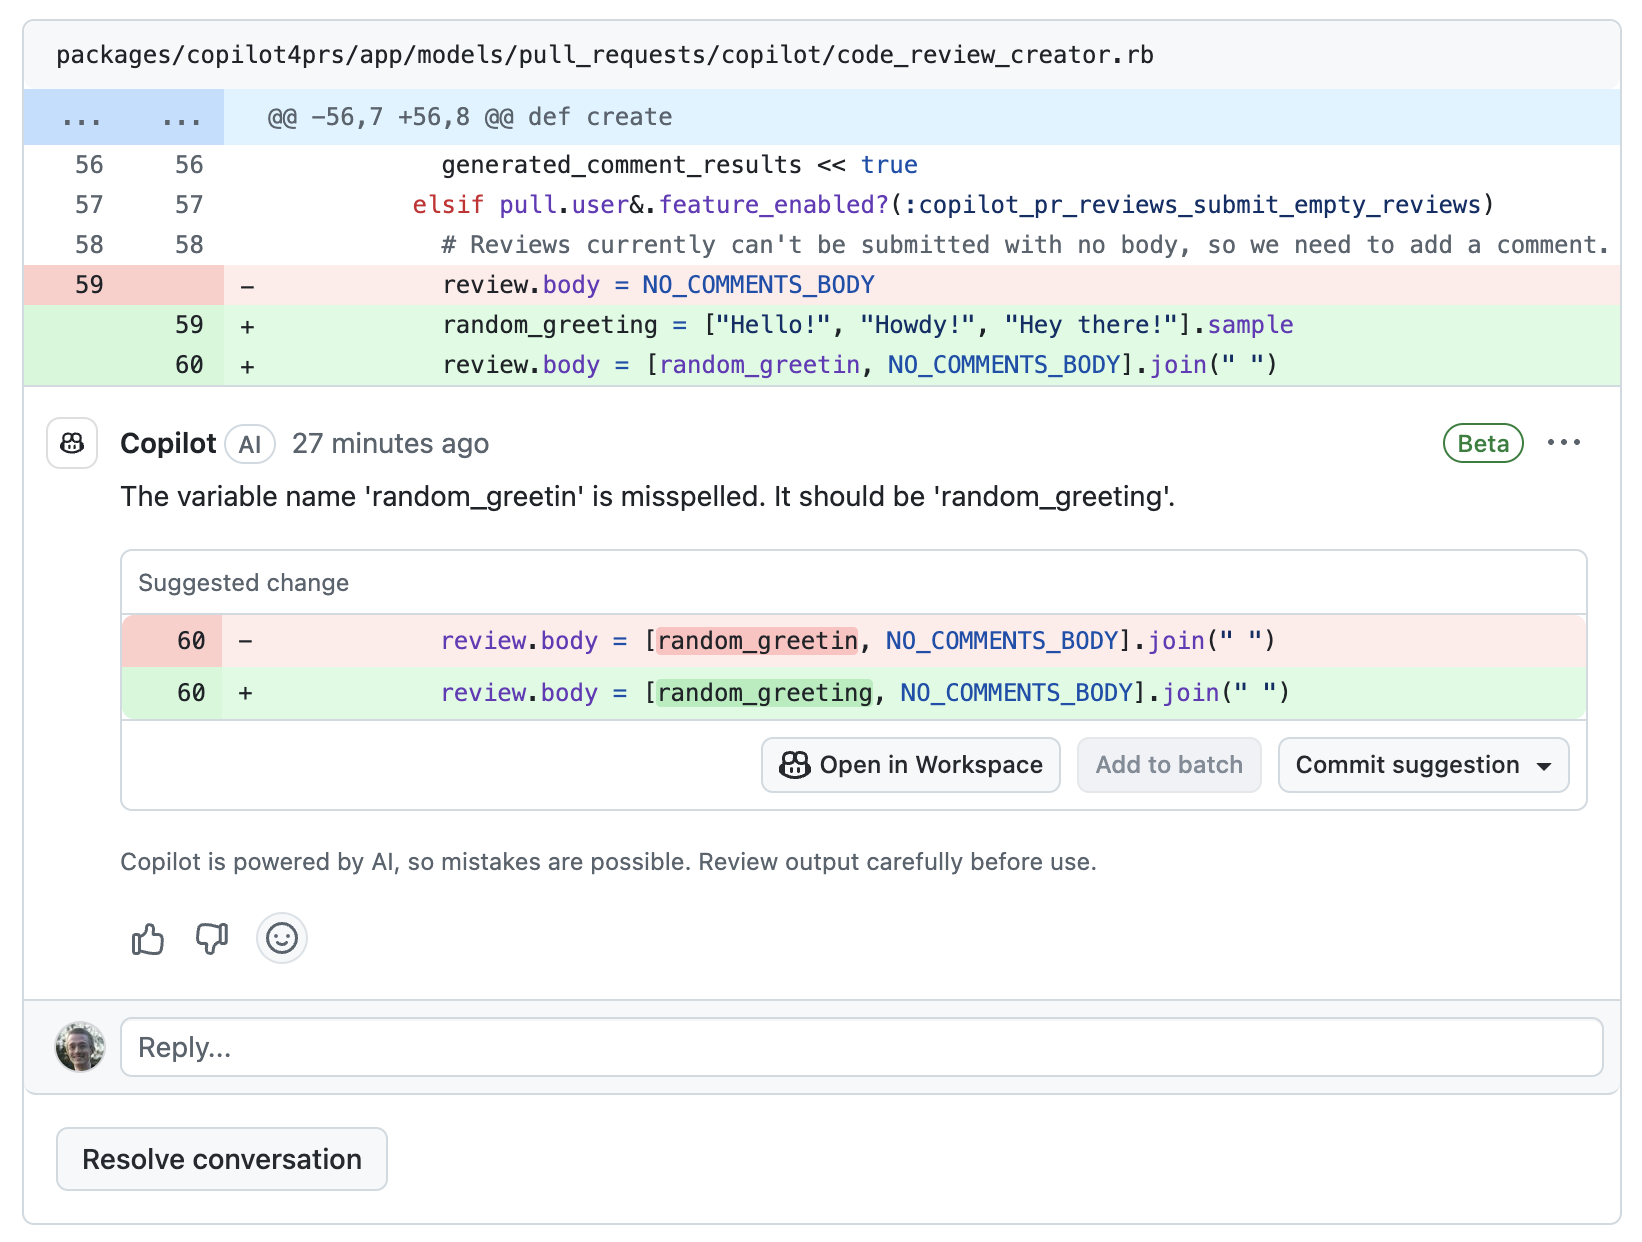 packages/copilot4prs/app/models/pull_requests/copilot/code_review_creator.rb
... ... @@ -56,7 +56,8 @@ def create
56 56 generated_comment_results << true
57 57 elsif pull.user&.feature_enabled?(:copilot_pr_reviews_submit_empty_reviews)
58 58 # Reviews currently can't be submitted with no body, so we need to add a comment.
59 - review.body = NO_COMMENTS_BODY
59 + random_greeting = ["Hello!", "Howdy!", "Hey there!"].sample
60 + review.body = [random_greetin, NO_COMMENTS_BODY].join(" ")
Copilot AI 27 minutes ago Beta ...
The variable name 'random_greetin' is misspelled. It should be 'random_greeting'.
Suggested change
60 - review.body = [random_greetin, NO_COMMENTS_BODY].join(" ")
60 + review.body = [random_greeting, NO_COMMENTS_BODY].join(" ")
Open in Workspace Add to batch Commit suggestion
Copilot is powered by AI, so mistakes are possible. Review output carefully before use.
Reply...
Resolve conversation